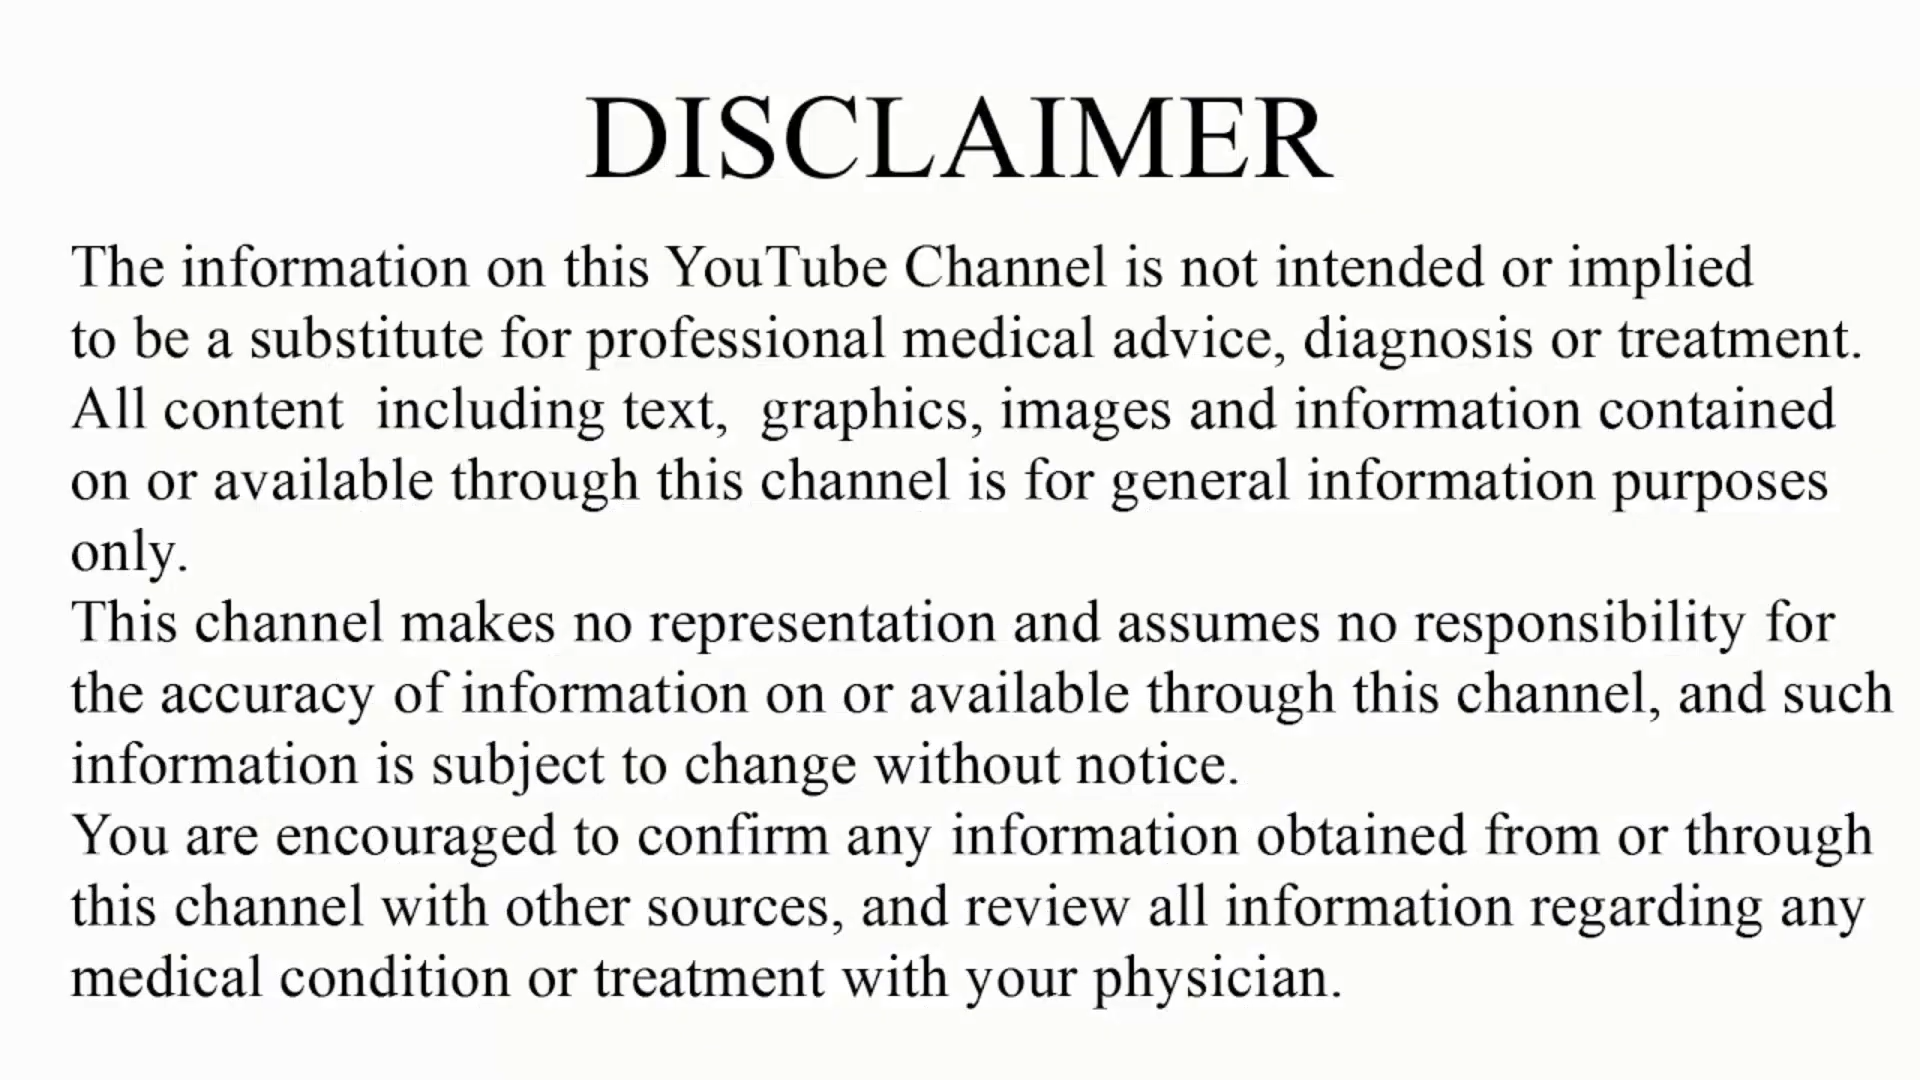 DISCLAIMER
The information on this YouTube Channel is not intended or implied
to be a substitute for professional medical advice, diagnosis or treatment.
All content  including text,  graphics, images and information contained
on or available through this channel is for general information purposes
only.
This channel makes no representation and assumes no responsibility for
the accuracy of information on or available through this channel, and such
information is subject to change without notice.
You are encouraged to confirm any information obtained from or through
this channel with other sources, and review all information regarding any
medical condition or treatment with your physician.